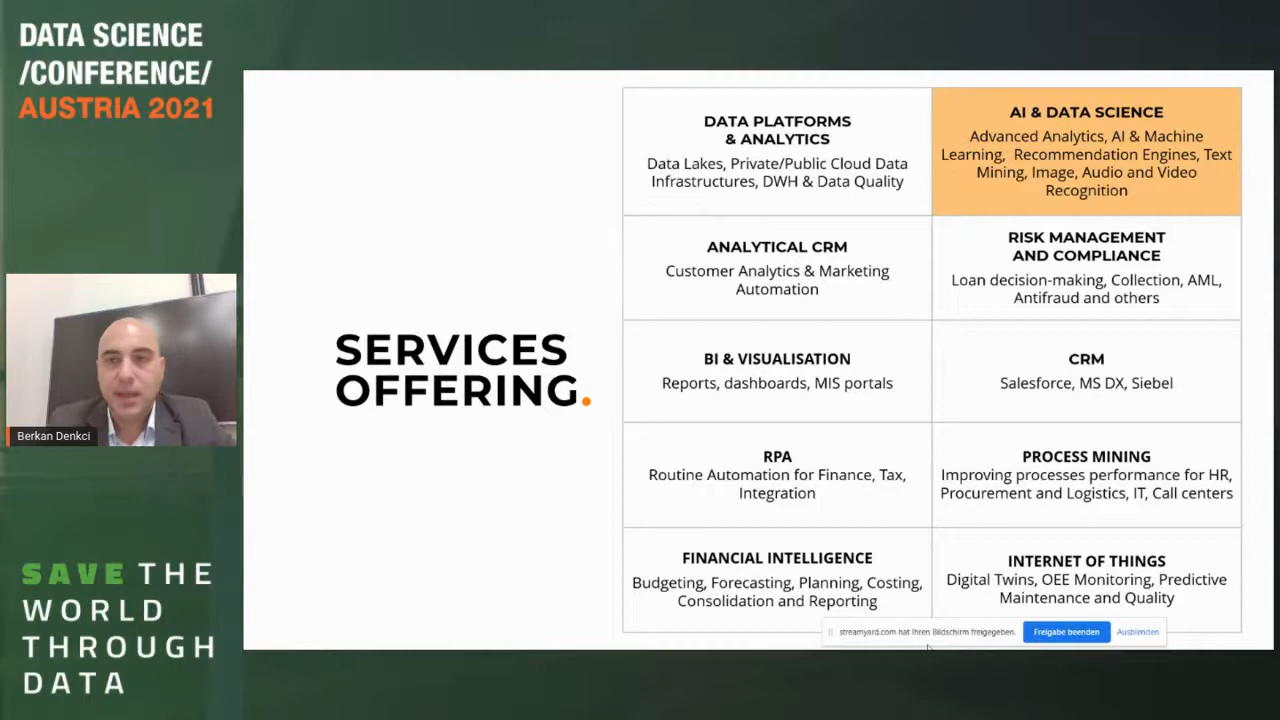 DATA SCIENCE
/CONFERENCE/
AUSTRIA 2021
Berkan Denkci
SAVE THE
WORLD
THROUGH
DATA
SERVICES
OFFERING.
DATA PLATFORMS
& ANALYTICS
Data Lakes, Private/Public Cloud Data
Infrastructures, DWH & Data Quality
AI & DATA SCIENCE
Advanced Analytics, AI & Machine
Learning, Recommendation Engines, Text
Mining, Image, Audio and Video
Recognition
ANALYTICAL CRM
Customer Analytics & Marketing
Automation
RISK MANAGEMENT
AND COMPLIANCE
Loan decision-making, Collection, AML,
Antifraud and others
BI & VISUALISATION
Reports, dashboards, MIS portals
CRM
Salesforce, MS DX, Siebel
RPA
Routine Automation for Finance, Tax,
Integration
PROCESS MINING
Improving processes performance for HR,
Procurement and Logistics, IT, Call centers
FINANCIAL INTELLIGENCE
Budgeting, Forecasting, Planning, Costing,
Consolidation and Reporting
INTERNET OF THINGS
Digital Twins, OEE Monitoring, Predictive
Maintenance and Quality
streamyard.com hat Ihren Bildschirm freigegeben.
Freigabe beenden
Ausblenden